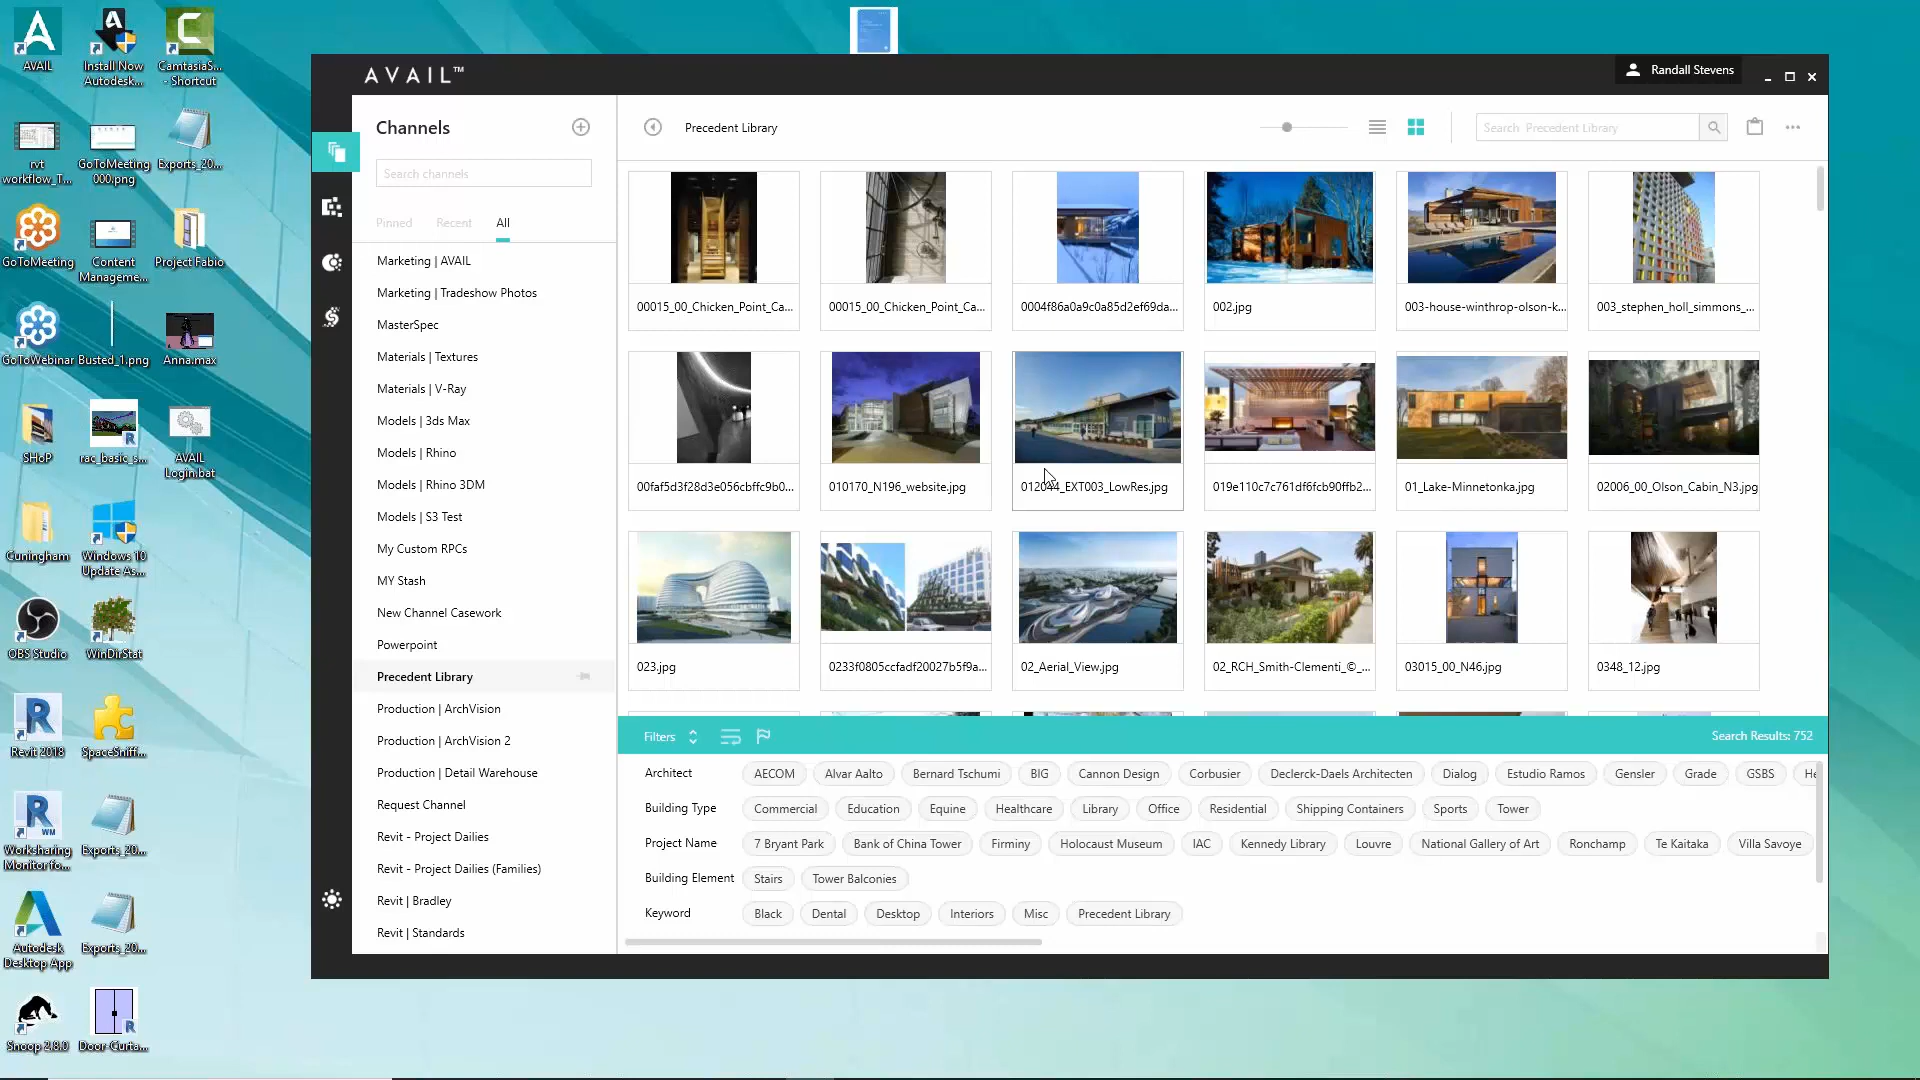 AVAIL
Install Now
Autodesk...
CamtasiaS...
- Shortcut
rvt
workflow_T...
GoToMeeting
000.png
Exports_20...
GoToMeeting
Content
Manageme...
Project Fabio
GoToWebinar
Busted_1.png
Anna.max
SHoP
rac_basic_s...
AVAIL
Login.bat
Cuningham
Windows 10
Update As...
OBS Studio
WinDirStat
Revit 2018
SpaceSniff...
Worksharing
Monitor fo...
Exports_20...
Autodesk
Desktop App
Exports_20...
Snoop 2.8.0
Door-Curta...
AVAIL™
Randall Stevens
Channels
Search channels
Pinned Recent All
Marketing | AVAIL
Marketing | Tradeshow Photos
MasterSpec
Materials | Textures
Materials | V-Ray
Models | 3ds Max
Models | Rhino
Models | Rhino 3DM
Models | S3 Test
My Custom RPCs
MY Stash
New Channel Casework
Powerpoint
Precedent Library
Production | ArchVision
Production | ArchVision 2
Production | Detail Warehouse
Request Channel
Revit - Project Dailies
Revit - Project Dailies (Families)
Revit | Bradley
Revit | Standards
Precedent Library
Search Precedent Library
00015_00_Chicken_Point_Ca...
00015_00_Chicken_Point_Ca...
0004f86a0a9c0a85d2ef69da...
002.jpg
003-house-winthrop-olson-k...
003_stephen_holl_simmons_...
00faf5d3f28d3e056cbffc9b0...
010170_N196_website.jpg
012044_EXT003_LowRes.jpg
019e110c7c761df6fcb90ffb2...
01_Lake-Minnetonka.jpg
02006_00_Olson_Cabin_N3.jpg
023.jpg
0233f0805ccfadf20027b5f9a...
02_Aerial_View.jpg
02_RCH_Smith-Clementi_©_...
03015_00_N46.jpg
0348_12.jpg
Filters
Search Results: 752
Architect AECOM Alvar Aalto Bernard Tschumi BIG Cannon Design Corbusier Declerck-Daels Architecten Dialog Estudio Ramos Gensler Grade GSBS He
Building Type Commercial Education Equine Healthcare Library Office Residential Shipping Containers Sports Tower
Project Name 7 Bryant Park Bank of China Tower Firminy Holocaust Museum IAC Kennedy Library Louvre National Gallery of Art Ronchamp Te Kaitaka Villa Savoye
Building Element Stairs Tower Balconies
Keyword Black Dental Desktop Interiors Misc Precedent Library